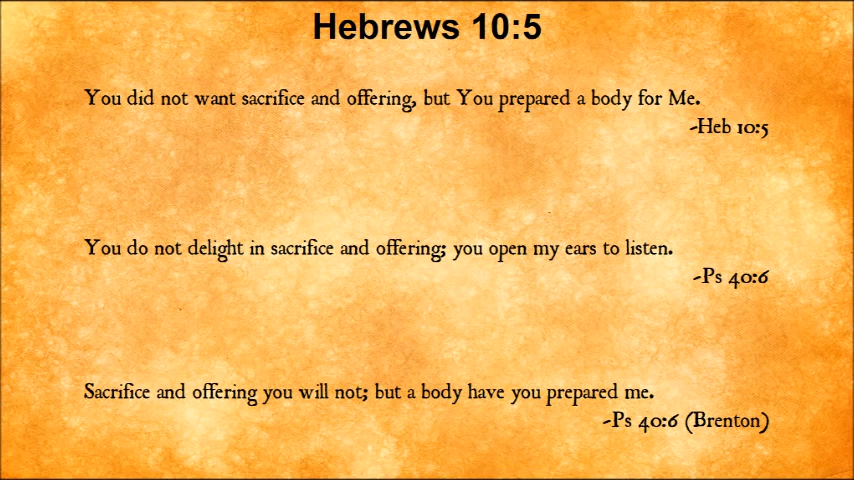 Hebrews 10:5
You did not want sacrifice and offering, but You prepared a body for Me.
-Heb 10:5
You do not delight in sacrifice and offering; you open my ears to listen.
-Ps 40:6
Sacrifice and offering you will not; but a body have you prepared me.
-Ps 40:6 (Brenton)